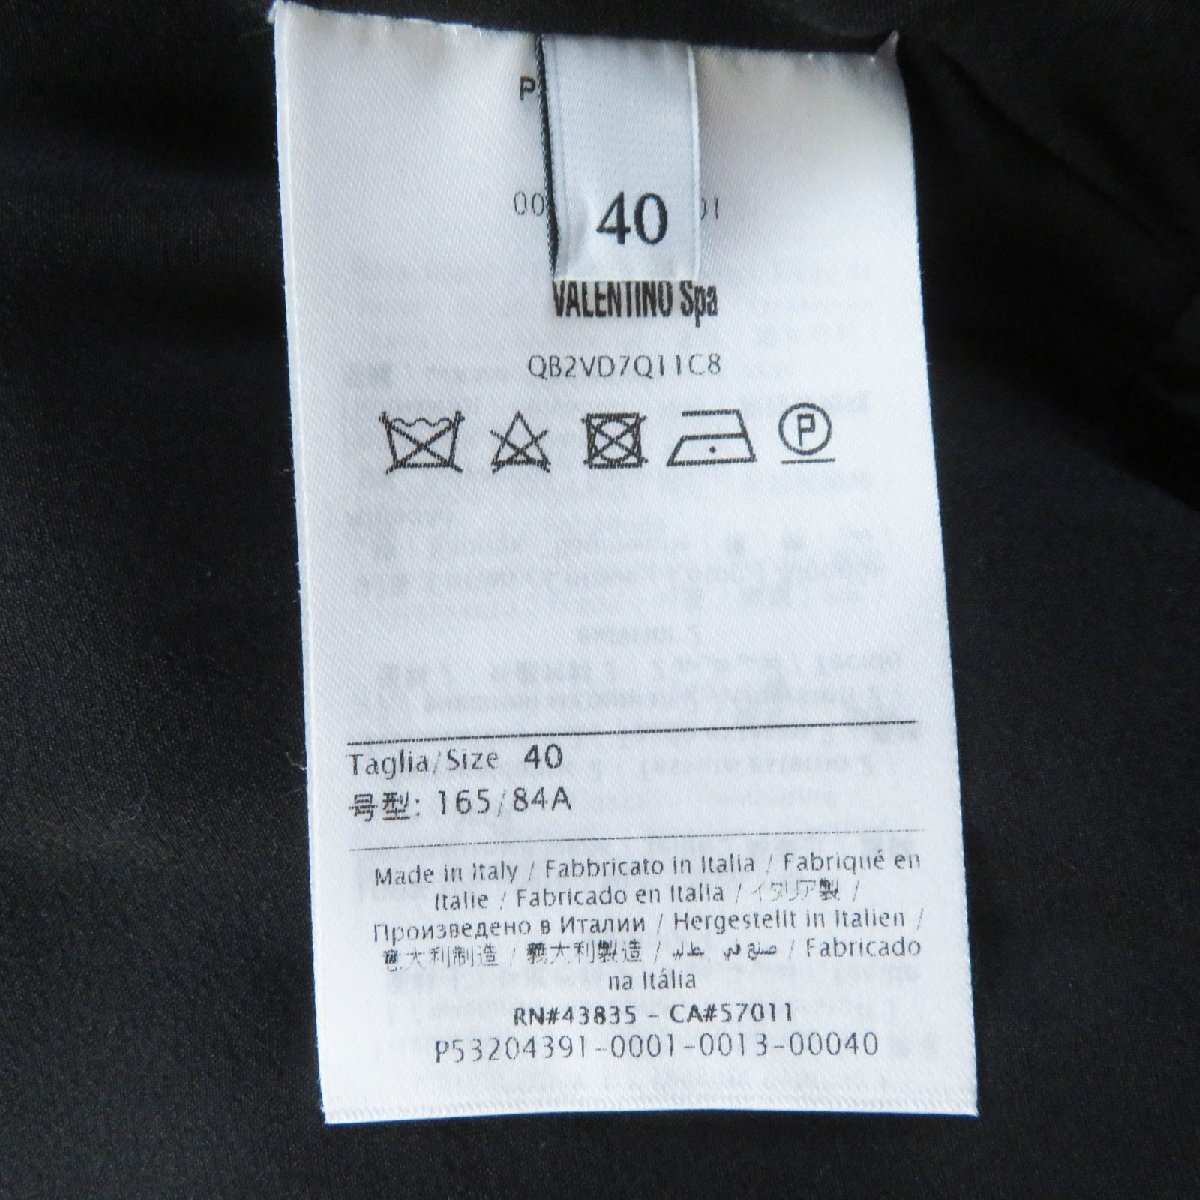 40
VALENTINO Spa
QB2VD7Q11C8
P
Taglia/Size 40
号型: 165/84A
Made in Italy / Fabbricato in Italia / Fabriqué en
Italie / Fabricado en Italia / イタリア製 /
Произведено в Италии / Hergestellt in Italien /
意大利制造 / 義大利製造 / صنع في إيطاليا / Fabricado
na Itália
RN#43835 - CA#57011
P53204391-0001-0013-00040